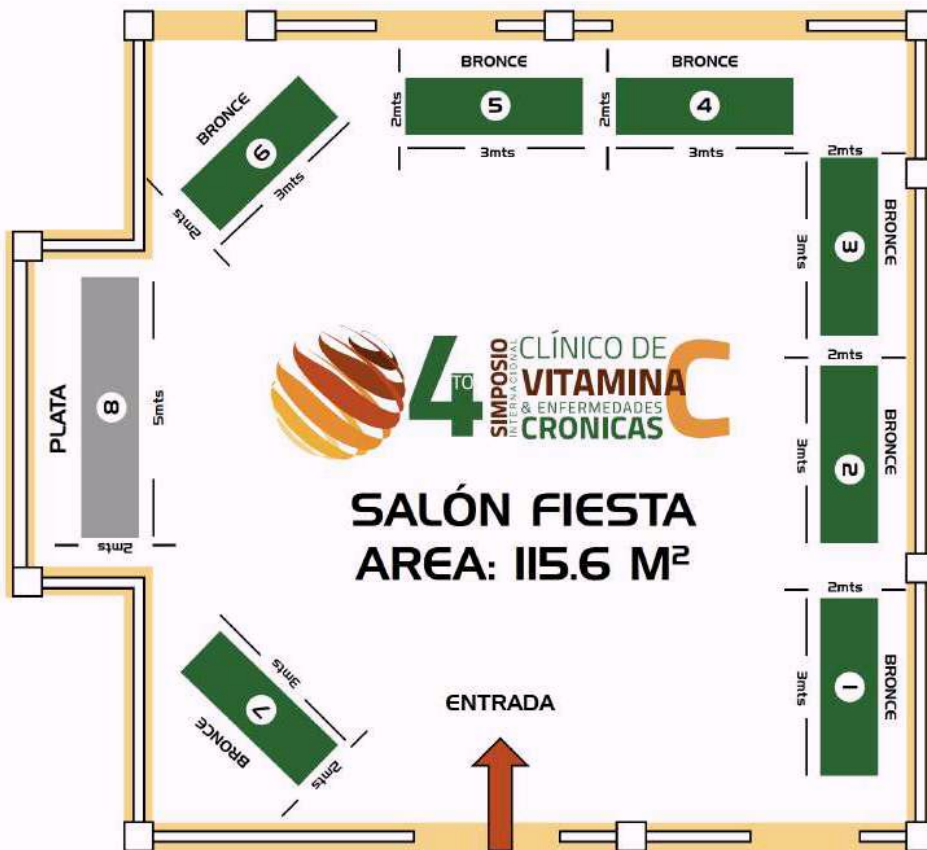 BRONCE
5
2mts
3mts
BRONCE
4
2mts
3mts
BRONCE
6
3mts
2mts
2mts
BRONCE
3
3mts
PLATA
8
5mts
2mts
4TO
SIMPOSIO
INTERNACIONAL
CLÍNICO DE
VITAMINA
C
& ENFERMEDADES
CRONICAS
2mts
BRONCE
2
3mts
SALÓN FIESTA
AREA: 115.6 M²
2mts
BRONCE
1
3mts
3mts
7
BRONCE
2mts
ENTRADA